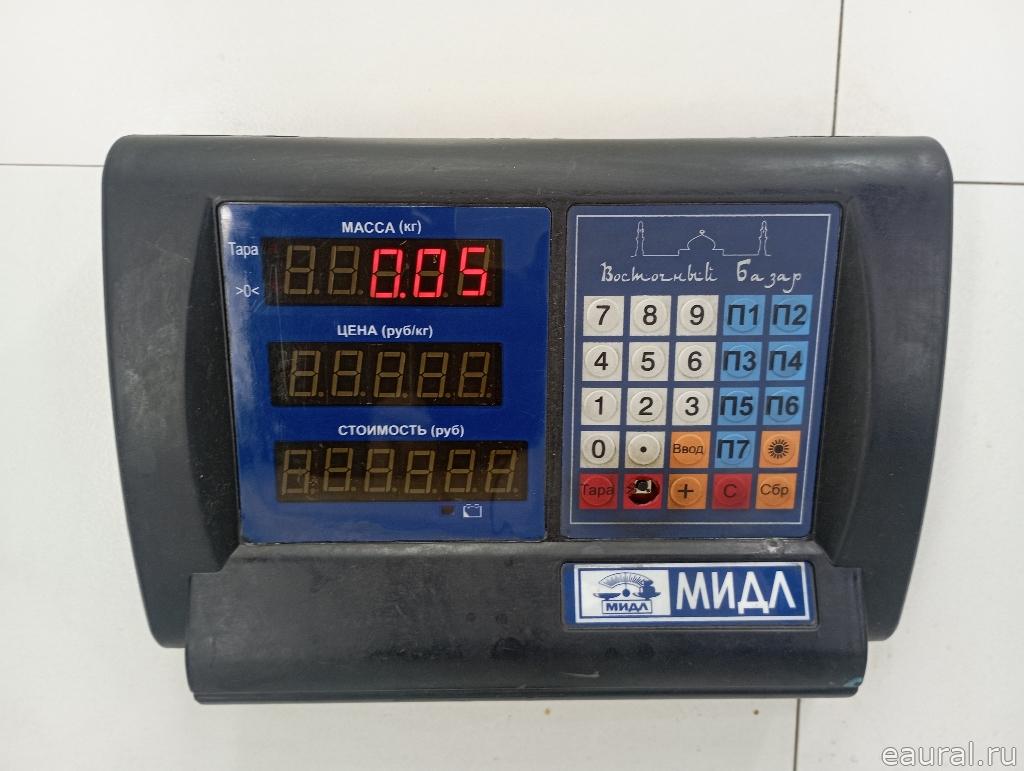 МАССА (кг)
Тара
0.05
>0<
ЦЕНА (руб/кг)
СТОИМОСТЬ (руб)
Восточный Базар
7 8 9 П1 П2
4 5 6 П3 П4
1 2 3 П5 П6
0 . Ввод П7
Тара + С Сбр
МИДЛ
МИДЛ
eaural.ru